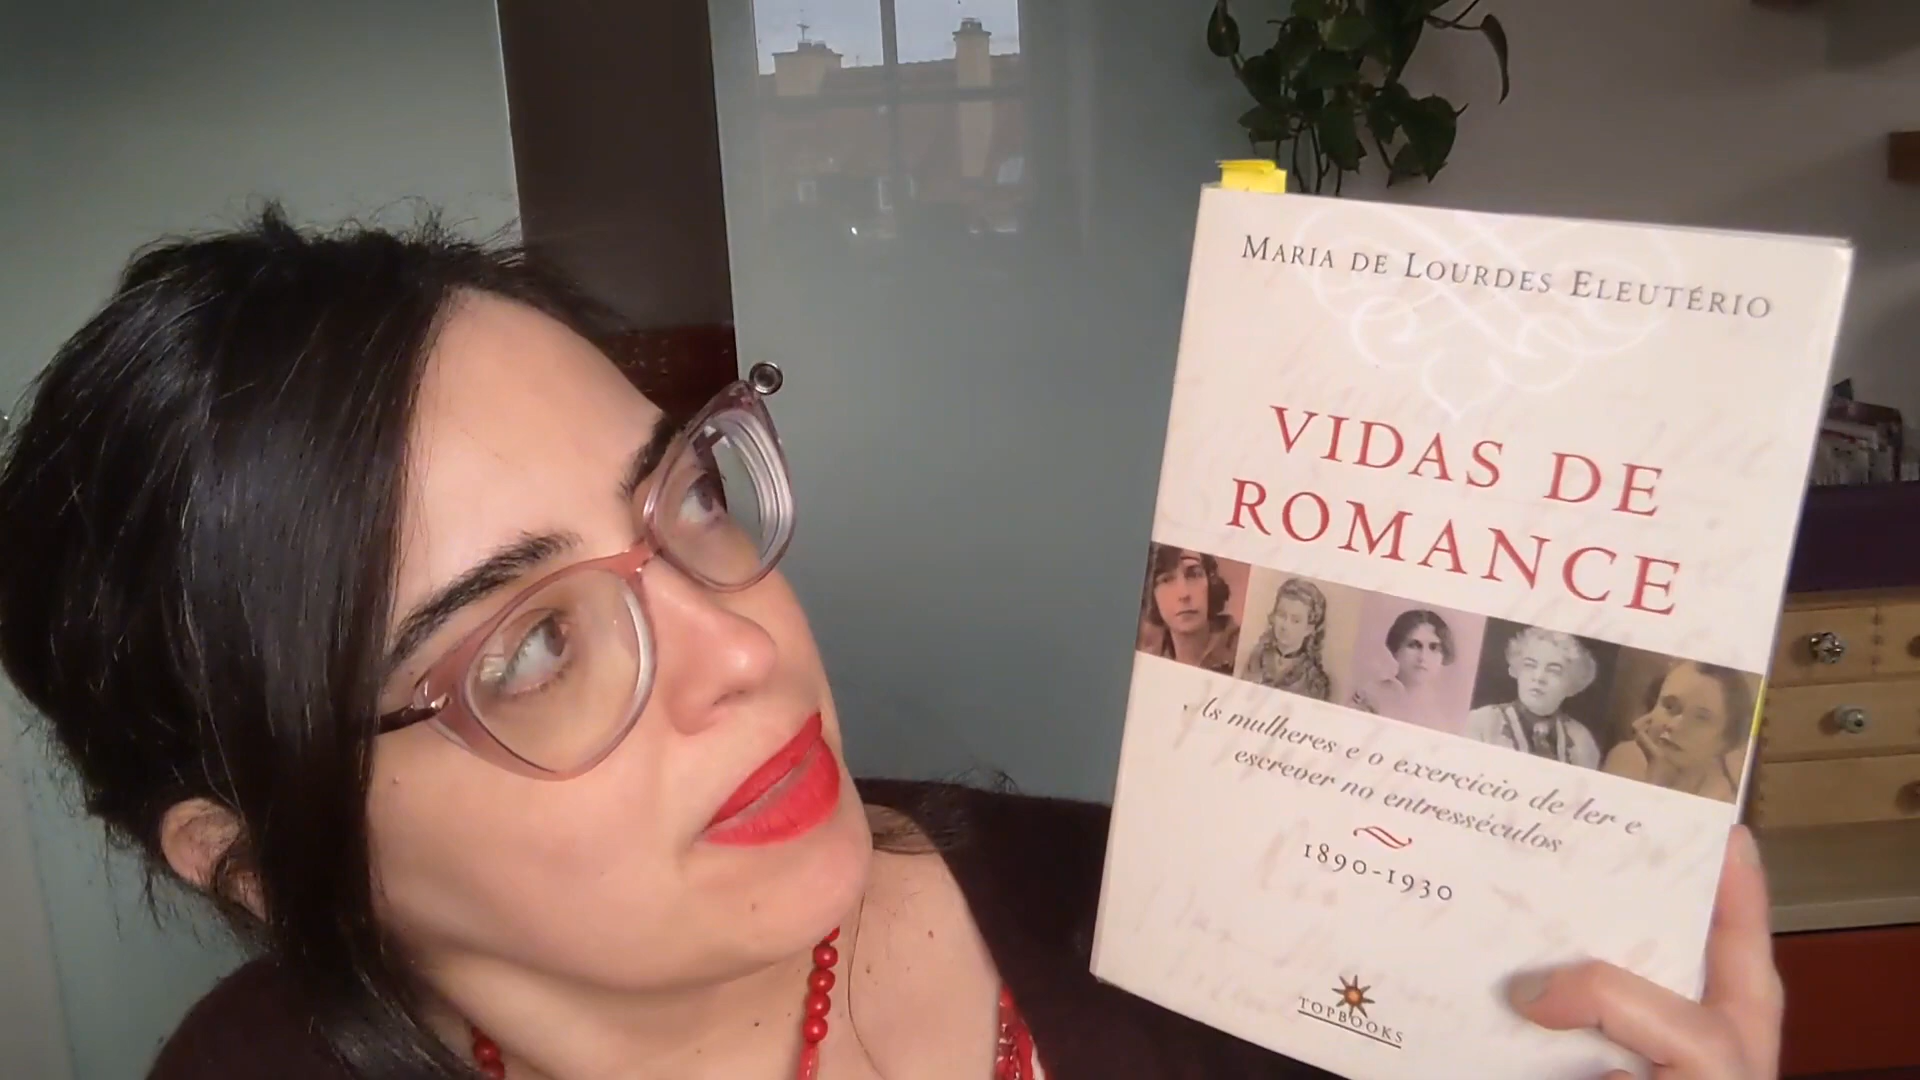 MARIA DE LOURDES ELEUTÉRIO
VIDAS DE
ROMANCE
As mulheres e o exercício de ler e
escrever no entresséculos
1890-1930
TOPBOOKS